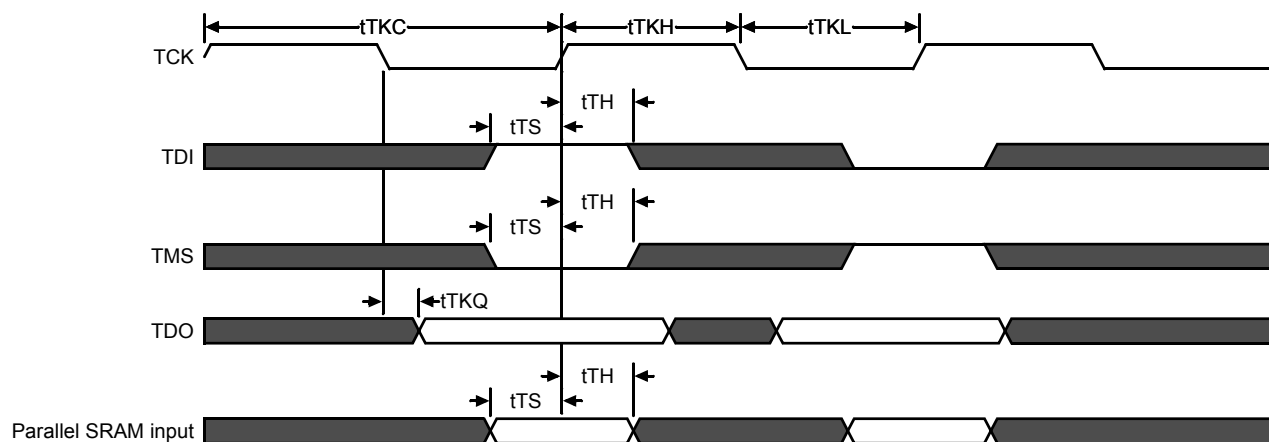 tTKC tTKH tTKL
TCK
tTH
tTS
TDI
tTH
tTS
TMS
tTKQ
TDO
tTH
tTS
Parallel SRAM input